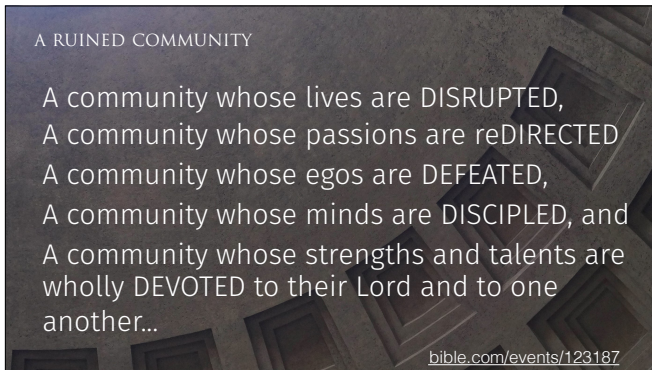 A RUINED COMMUNITY
A community whose lives are DISRUPTED,
A community whose passions are reDIRECTED
A community whose egos are DEFEATED,
A community whose minds are DISCIPLED, and
A community whose strengths and talents are
wholly DEVOTED to their Lord and to one
another...
bible.com/events/123187